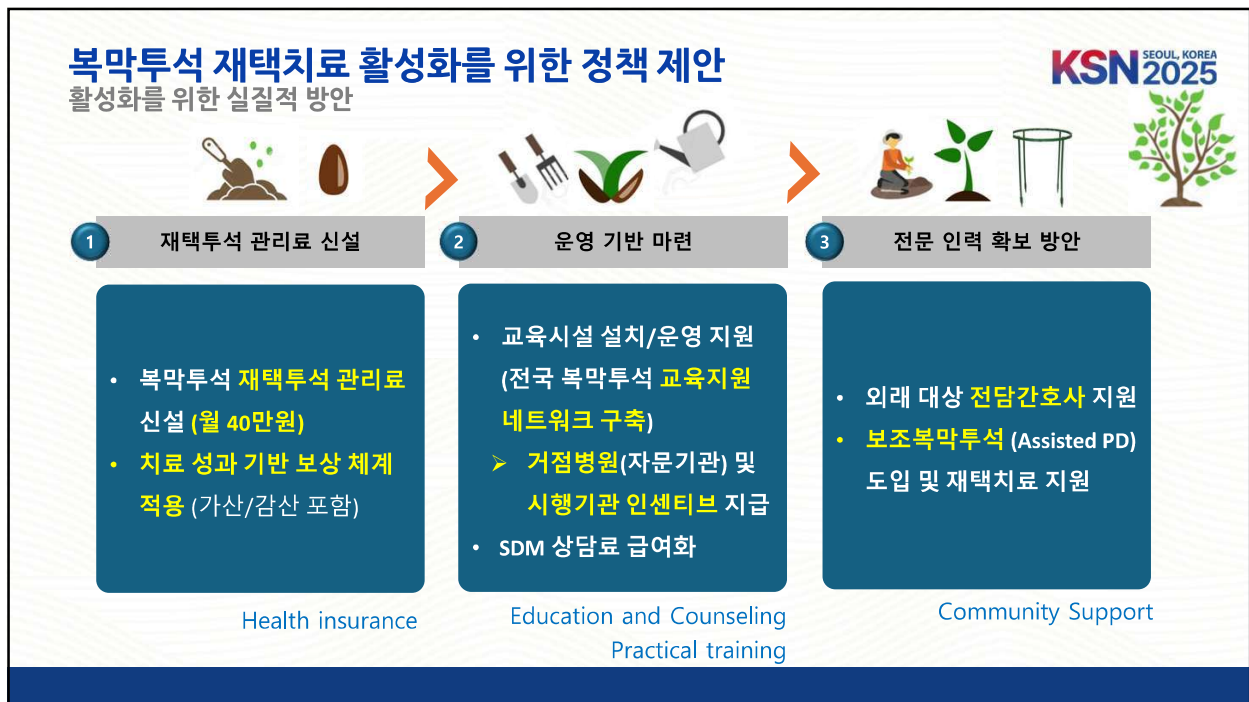 복막투석 재택치료 활성화를 위한 정책 제안
활성화를 위한 실질적 방안
KSN SEOUL, KOREA 2025
1 재택투석 관리료 신설
• 복막투석 재택투석 관리료
신설 (월 40만원)
• 치료 성과 기반 보상 체계
적용 (가산/감산 포함)
Health insurance
2 운영 기반 마련
• 교육시설 설치/운영 지원
(전국 복막투석 교육지원
네트워크 구축)
➢ 거점병원(자문기관) 및
시행기관 인센티브 지급
• SDM 상담료 급여화
Education and Counseling
Practical training
3 전문 인력 확보 방안
• 외래 대상 전담간호사 지원
• 보조복막투석 (Assisted PD)
도입 및 재택치료 지원
Community Support